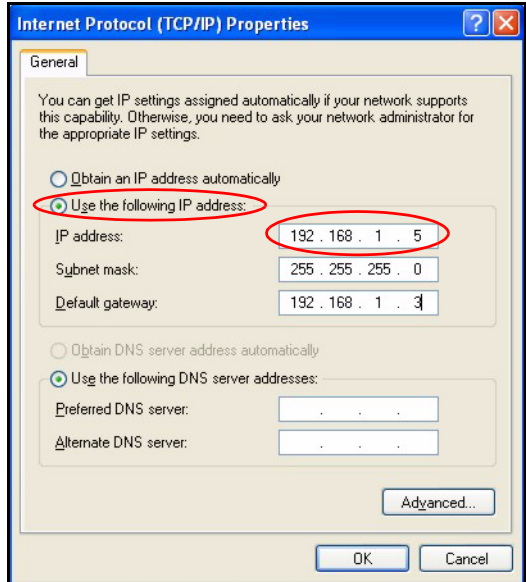 Internet Protocol (TCP/IP) Properties
General
You can get IP settings assigned automatically if your network supports
this capability. Otherwise, you need to ask your network administrator for
the appropriate IP settings.
Obtain an IP address automatically
Use the following IP address:
IP address: 192 . 168 . 1 . 5
Subnet mask: 255 . 255 . 255 . 0
Default gateway: 192 . 168 . 1 . 3
Obtain DNS server address automatically
Use the following DNS server addresses:
Preferred DNS server: . . .
Alternate DNS server: . . .
Advanced...
OK Cancel